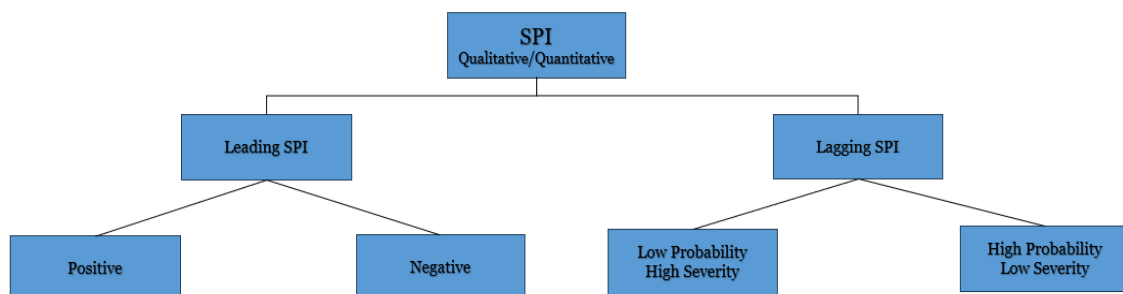 SPI
Qualitative/Quantitative
Leading SPI
Lagging SPI
Positive
Negative
Low Probability
High Severity
High Probability
Low Severity